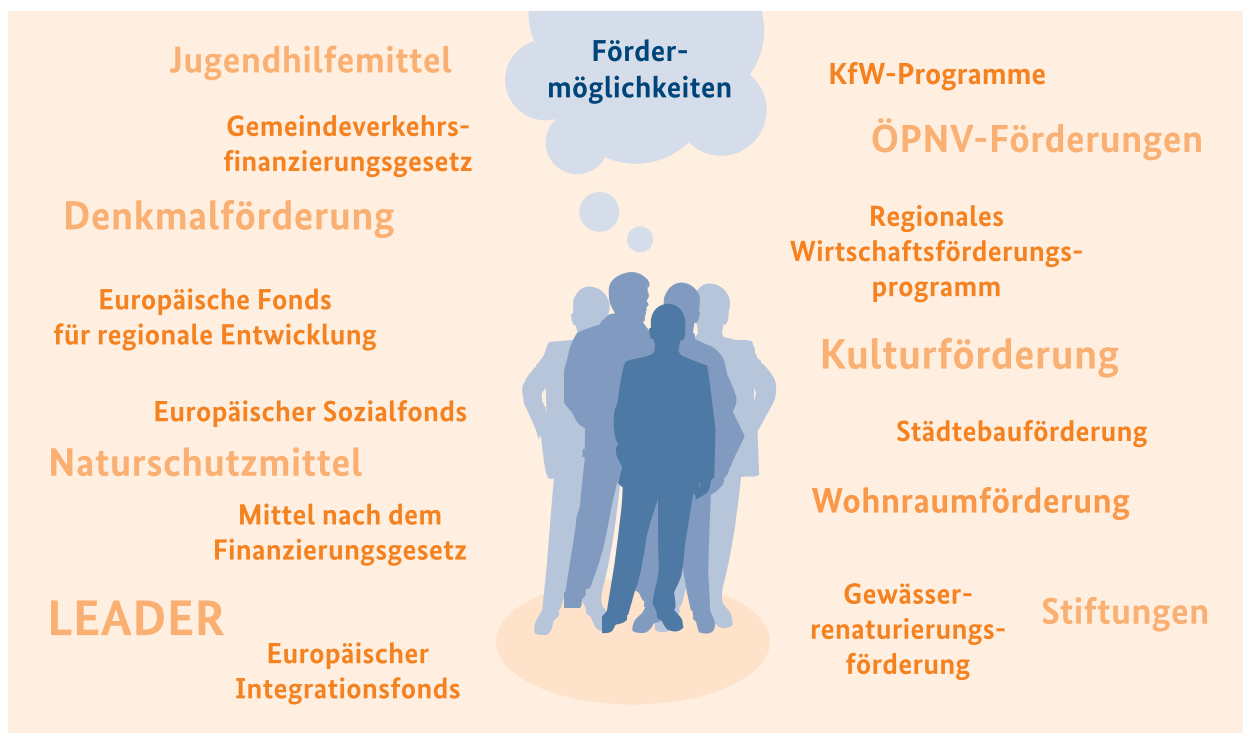 Förder-
möglichkeiten
Jugendhilfemittel
Gemeindeverkehrs-
finanzierungsgesetz
Denkmalförderung
Europäische Fonds
für regionale Entwicklung
Europäischer Sozialfonds
Naturschutzmittel
Mittel nach dem
Finanzierungsgesetz
LEADER
Europäischer
Integrationsfonds
KfW-Programme
ÖPNV-Förderungen
Regionales
Wirtschaftsförderungs-
programm
Kulturförderung
Städtebauförderung
Wohnraumförderung
Gewässer-
renaturierungs-
förderung
Stiftungen